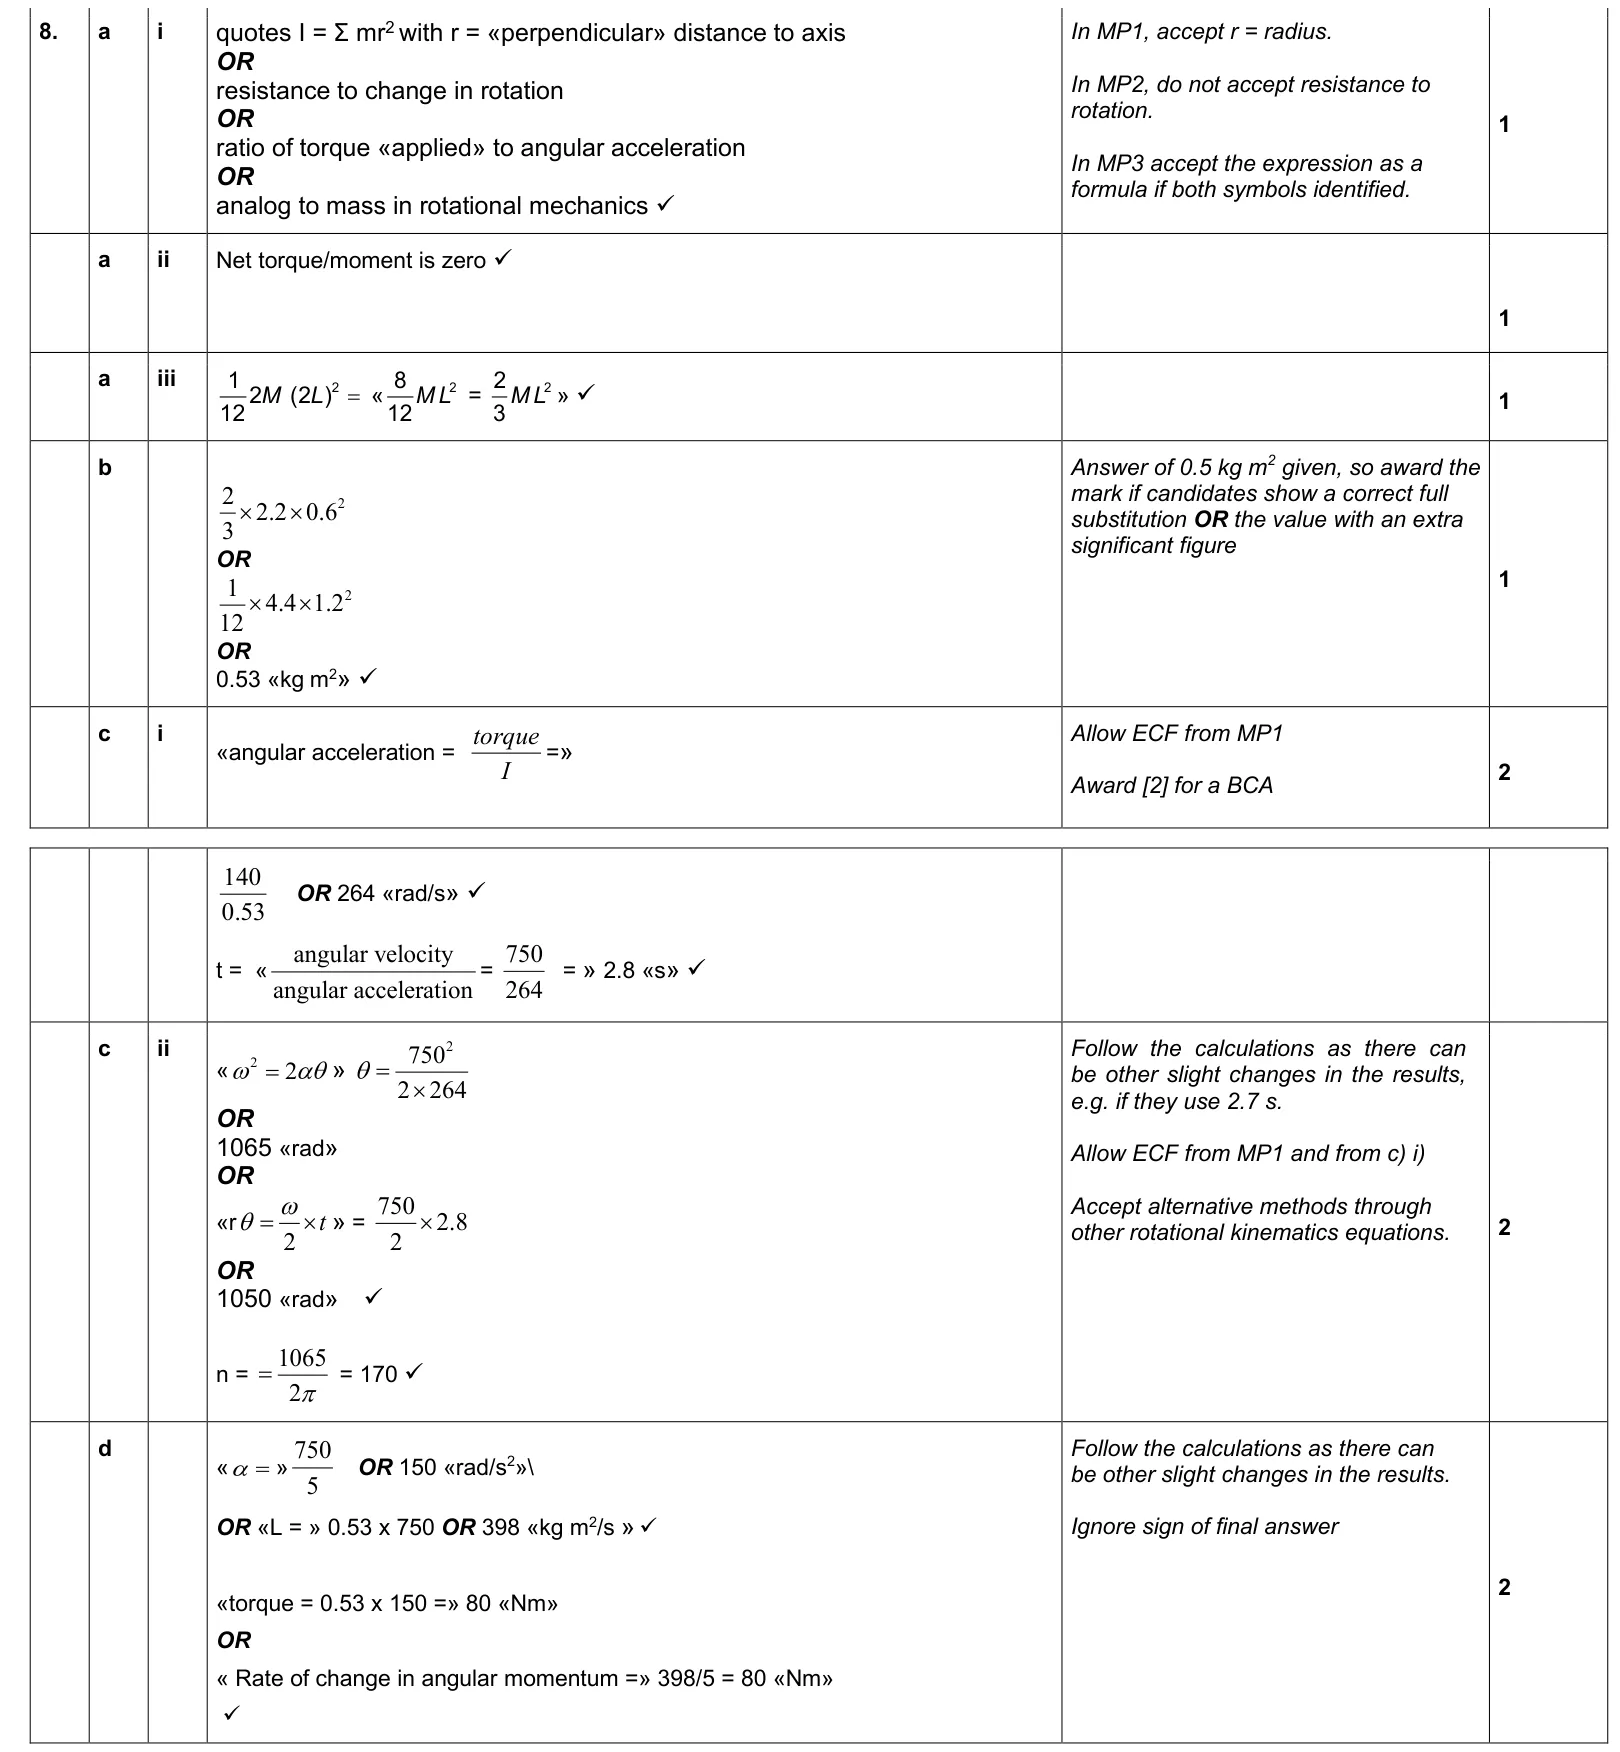 8. a i quotes I = Σ mr² with r = «perpendicular» distance to axis
OR
resistance to change in rotation
OR
ratio of torque «applied» to angular acceleration
OR
analog to mass in rotational mechanics ✓
In MP1, accept r = radius.
In MP2, do not accept resistance to
rotation.
In MP3 accept the expression as a
formula if both symbols identified.
1
a ii Net torque/moment is zero ✓
1
a iii 1/12 2M (2L)² = «8/12 ML² = 2/3 ML²» ✓
1
b
2/3 × 2.2 × 0.6²
OR
1/12 × 4.4 × 1.2²
OR
0.53 «kg m²» ✓
Answer of 0.5 kg m² given, so award the
mark if candidates show a correct full
substitution OR the value with an extra
significant figure
1
c i «angular acceleration = torque/I =»
Allow ECF from MP1
Award [2] for a BCA
2
140/0.53 OR 264 «rad/s» ✓
t = «angular velocity/angular acceleration = 750/264 = » 2.8 «s» ✓
c ii «ω² = 2αθ» θ = 750²/(2×264)
OR
1065 «rad»
OR
«rθ = ω/2 × t» = 750/2 × 2.8
OR
1050 «rad» ✓
n = = 1065/2π = 170 ✓
Follow the calculations as there can
be other slight changes in the results,
e.g. if they use 2.7 s.
Allow ECF from MP1 and from c) i)
Accept alternative methods through
other rotational kinematics equations.
2
d «α = » 750/5 OR 150 «rad/s²»\
OR «L = » 0.53 x 750 OR 398 «kg m²/s » ✓
«torque = 0.53 x 150 =» 80 «Nm»
OR
« Rate of change in angular momentum =» 398/5 = 80 «Nm»
✓
Follow the calculations as there can
be other slight changes in the results.
Ignore sign of final answer
2